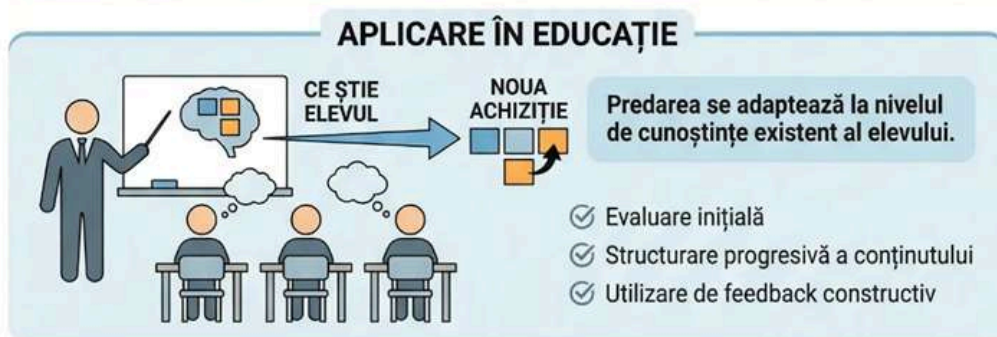 APLICARE ÎN EDUCAȚIE
CE ȘTIE
ELEVUL
NOUA
ACHIZIȚIE
Predarea se adaptează la nivelul
de cunoștințe existent al elevului.
Evaluare inițială
Structurare progresivă a conținutului
Utilizare de feedback constructiv